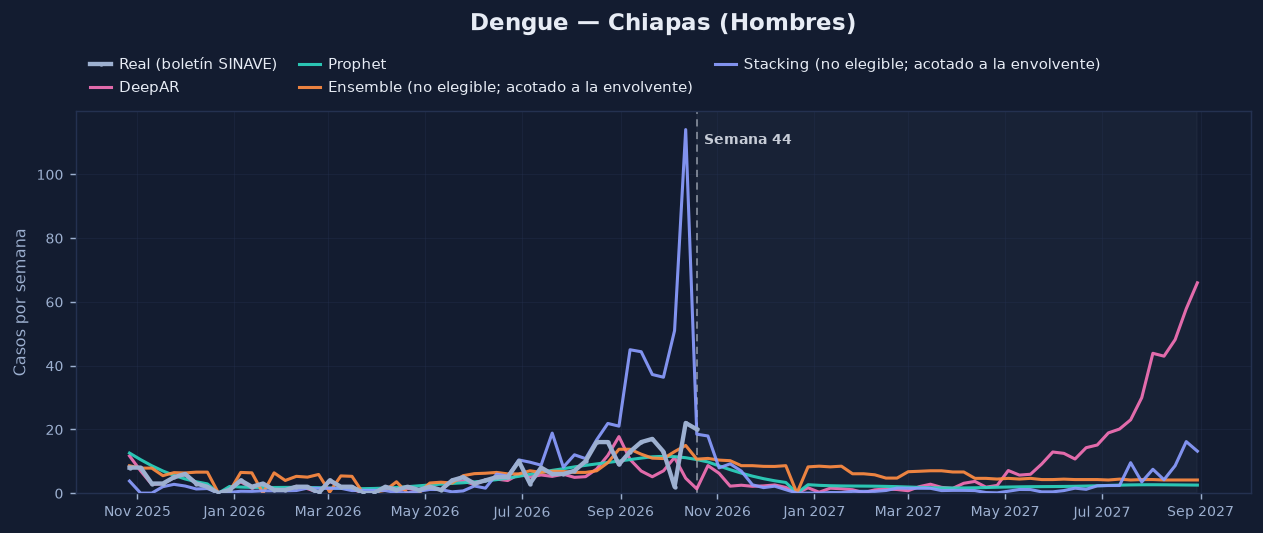 Dengue — Chiapas (Hombres)
Real (boletín SINAVE)
DeepAR
Prophet
Ensemble (no elegible; acotado a la envolvente)
Stacking (no elegible; acotado a la envolvente)
Semana 44
Casos por semana
100
80
60
40
20
0
Nov 2025
Jan 2026
Mar 2026
May 2026
Jul 2026
Sep 2026
Nov 2026
Jan 2027
Mar 2027
May 2027
Jul 2027
Sep 2027